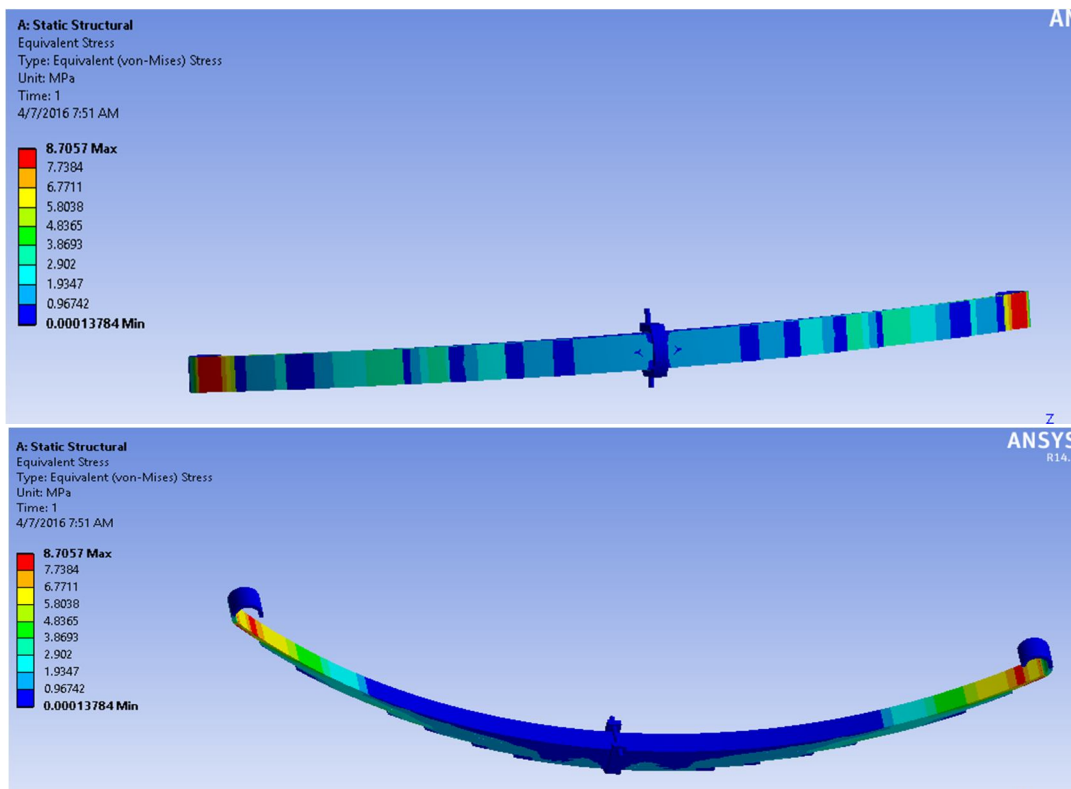 A: Static Structural
Equivalent Stress
Type: Equivalent (von-Mises) Stress
Unit: MPa
Time: 1
4/7/2016 7:51 AM
8.7057 Max
7.7384
6.7711
5.8038
4.8365
3.8693
2.902
1.9347
0.96742
0.00013784 Min
AN
Z
A: Static Structural
Equivalent Stress
Type: Equivalent (von-Mises) Stress
Unit: MPa
Time: 1
4/7/2016 7:51 AM
8.7057 Max
7.7384
6.7711
5.8038
4.8365
3.8693
2.902
1.9347
0.96742
0.00013784 Min
ANSYS
R14.